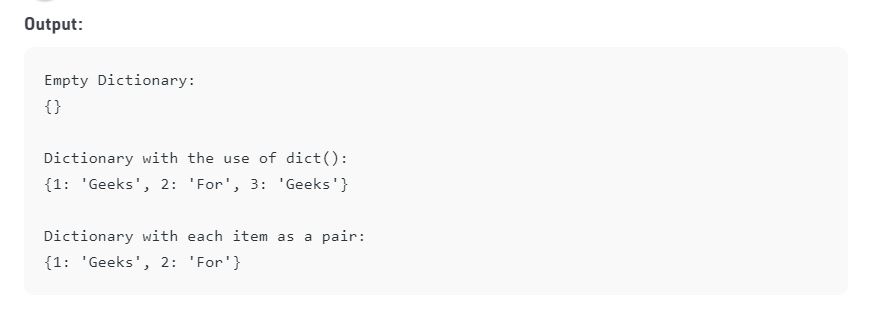 Output:
Empty Dictionary:
{}
Dictionary with the use of dict():
{1: 'Geeks', 2: 'For', 3: 'Geeks'}
Dictionary with each item as a pair:
{1: 'Geeks', 2: 'For'}